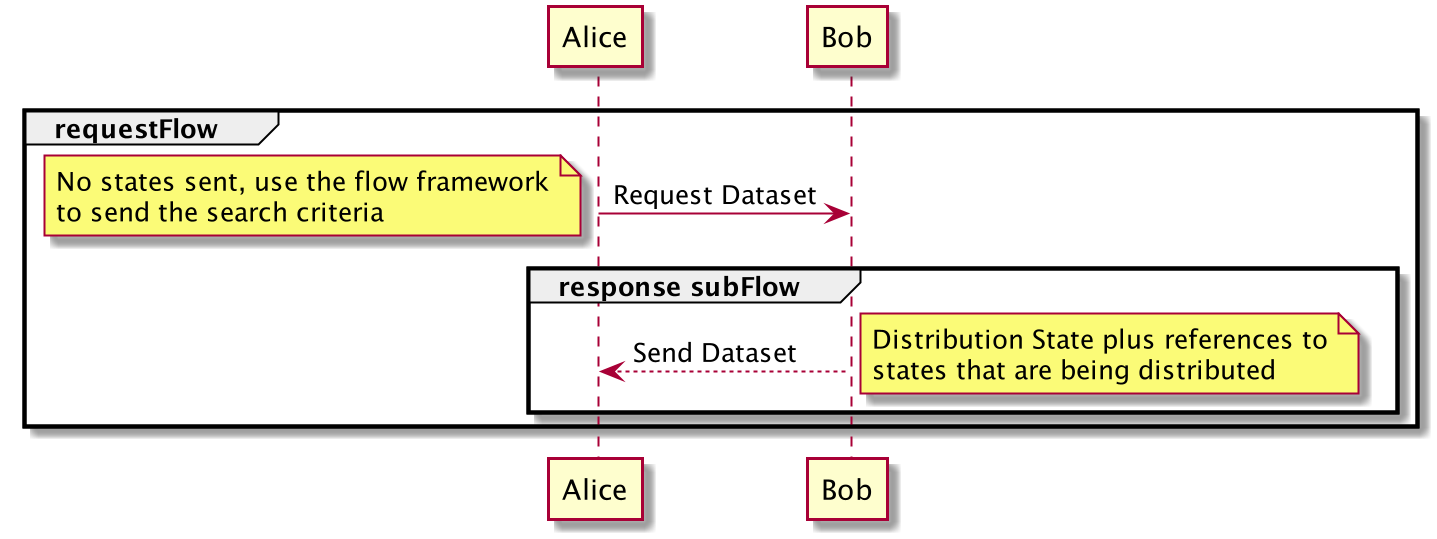 Alice
Bob
requestFlow
No states sent, use the flow framework
to send the search criteria
Request Dataset
response subFlow
Send Dataset
Distribution State plus references to
states that are being distributed
Alice
Bob